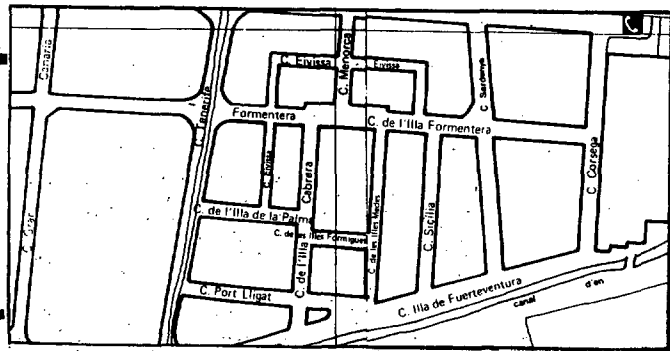 C. Eivissa
C. Menorca
Eivissa
Canaria
C. Tenerife
C. Sardenya
Formentera
C. de l'Illa Formentera
C. Corsega
C. Eivissa
Cabrera
C. de l'Illa de la Palma
C. de les Illes Formigues
C. de les Illes Medes
C. Sicilia
C. de l'Illa
C. Port Lligat
C. Illa de Fuerteventura
canal d'en